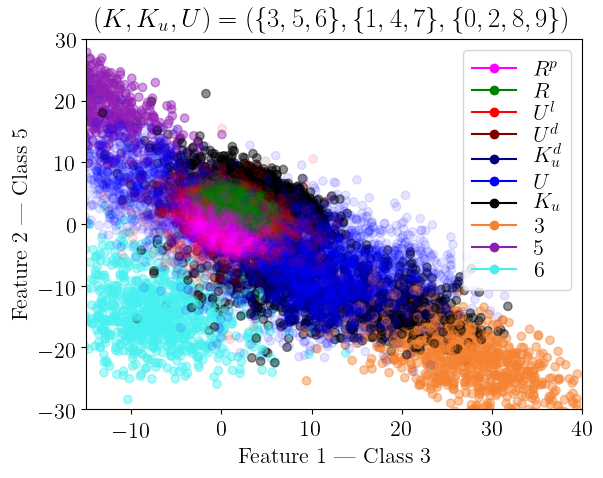 (K, K_u, U) = ({3, 5, 6}, {1, 4, 7}, {0, 2, 8, 9})
30
20
10
0
−10
−20
−30
Feature 2 — Class 5
R^p
R
U^l
U^d
K_u^d
U
K_u
3
5
6
−10
0
10
20
30
40
Feature 1 — Class 3